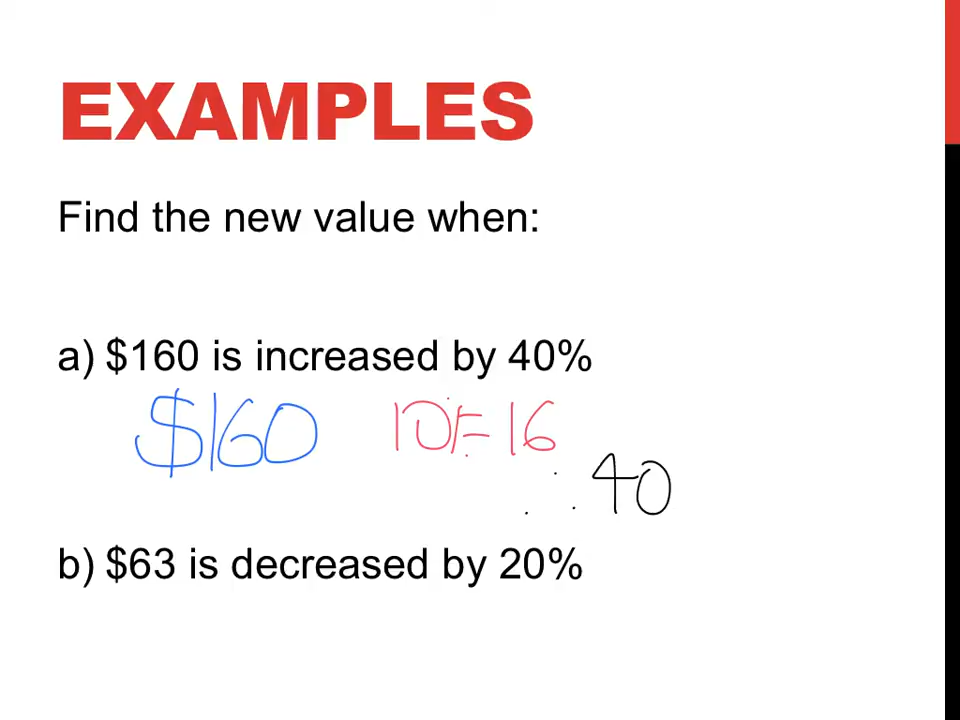 EXAMPLES
Find the new value when:
a) $160 is increased by 40%
$160 10%=16
∴ 40
b) $63 is decreased by 20%